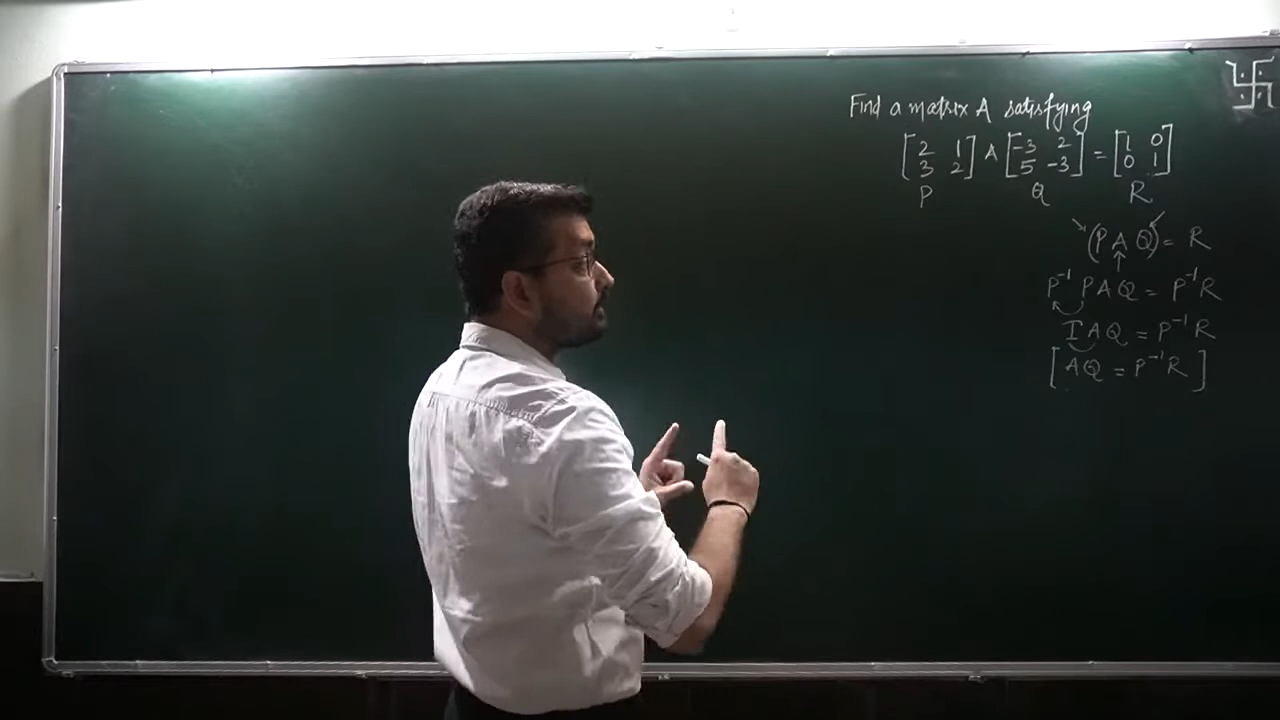 Find a matrix A satisfying
[2 1; 3 2] A [-3 2; 5 -3] = [1 0; 0 1]
P Q R
(P A Q) = R
P⁻¹ P A Q = P⁻¹ R
I A Q = P⁻¹ R
[A Q = P⁻¹ R]